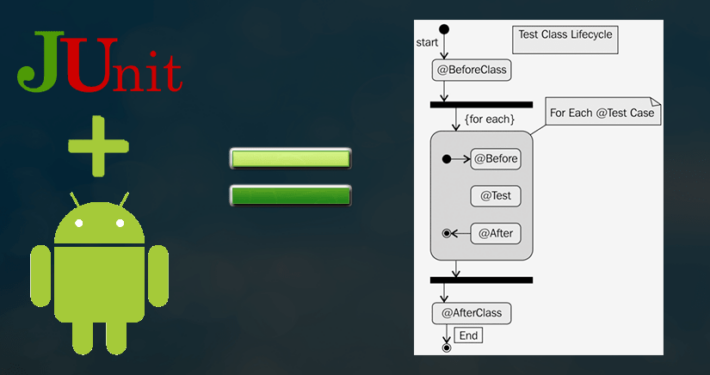 JUnit
Test Class Lifecycle
start
@BeforeClass
{for each}
For Each @Test Case
@Before
@Test
@After
@AfterClass
End